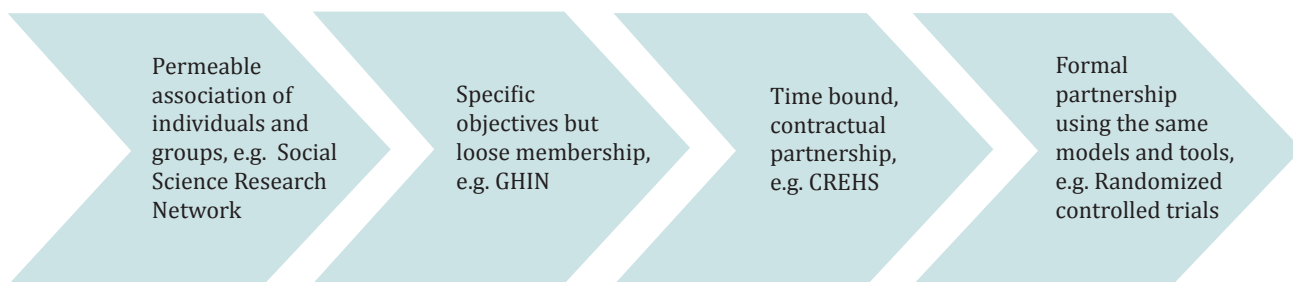 Permeable
association of
individuals and
groups, e.g. Social
Science Research
Network
Specific
objectives but
loose membership,
e.g. GHIN
Time bound,
contractual
partnership,
e.g. CREHS
Formal
partnership
using the same
models and tools,
e.g. Randomized
controlled trials